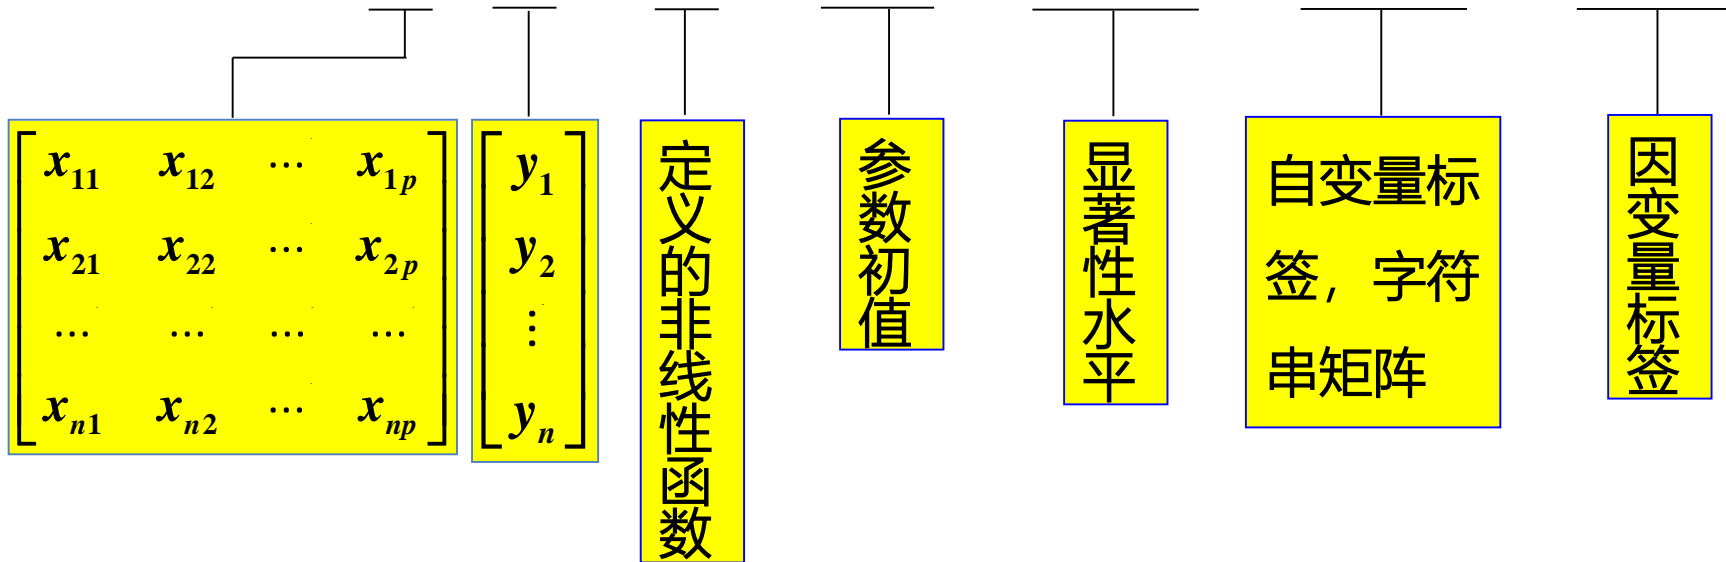 x11 x12 ⋯ x1p
x21 x22 ⋯ x2p
⋯ ⋯ ⋯ ⋯
xn1 xn2 ⋯ xnp
y1
y2
⋮
yn
定义的非线性函数
参数初值
显著性水平
自变量标
签，字符
串矩阵
因变量标签